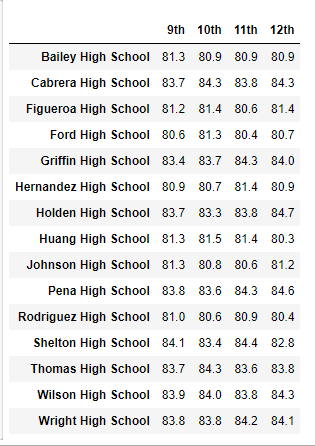 9th 10th 11th 12th
Bailey High School 81.3 80.9 80.9 80.9
Cabrera High School 83.7 84.3 83.8 84.3
Figueroa High School 81.2 81.4 80.6 81.4
Ford High School 80.6 81.3 80.4 80.7
Griffin High School 83.4 83.7 84.3 84.0
Hernandez High School 80.9 80.7 81.4 80.9
Holden High School 83.7 83.3 83.8 84.7
Huang High School 81.3 81.5 81.4 80.3
Johnson High School 81.3 80.8 80.6 81.2
Pena High School 83.8 83.6 84.3 84.6
Rodriguez High School 81.0 80.6 80.9 80.4
Shelton High School 84.1 83.4 84.4 82.8
Thomas High School 83.7 84.3 83.6 83.8
Wilson High School 83.9 84.0 83.8 84.3
Wright High School 83.8 83.8 84.2 84.1